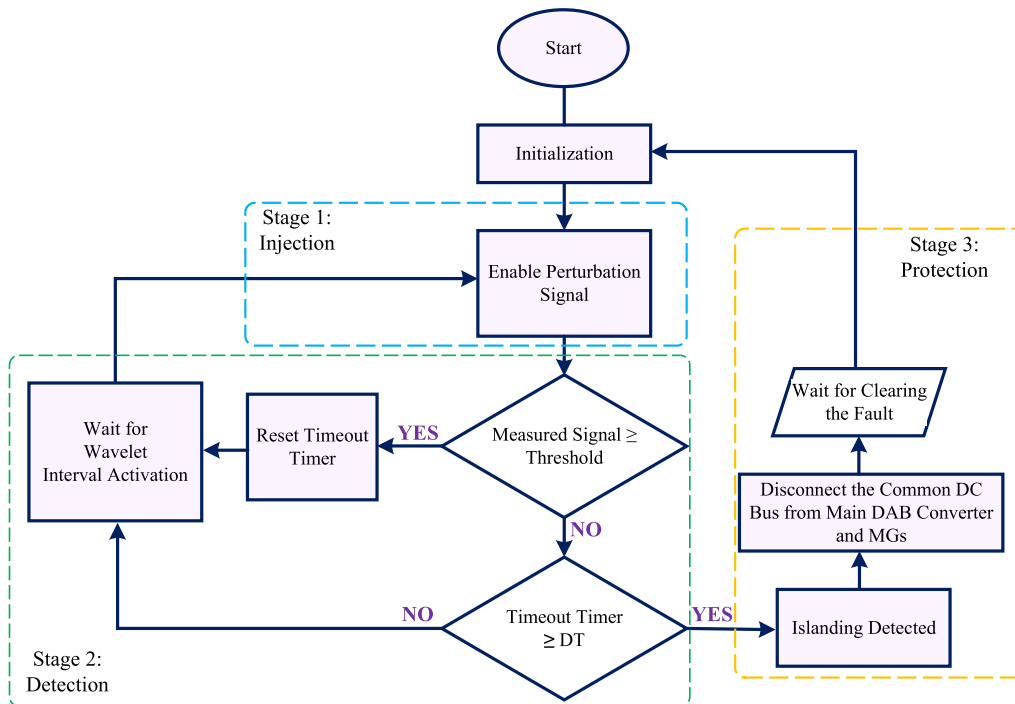 Start
Initialization
Stage 1:
Injection
Enable Perturbation
Signal
Stage 3:
Protection
Wait for
Wavelet
Interval Activation
Reset Timeout
Timer
YES
Measured Signal ≥
Threshold
NO
Wait for Clearing
the Fault
Disconnect the Common DC
Bus from Main DAB Converter
and MGs
NO
Timeout Timer
≥ DT
YES
Islanding Detected
Stage 2:
Detection